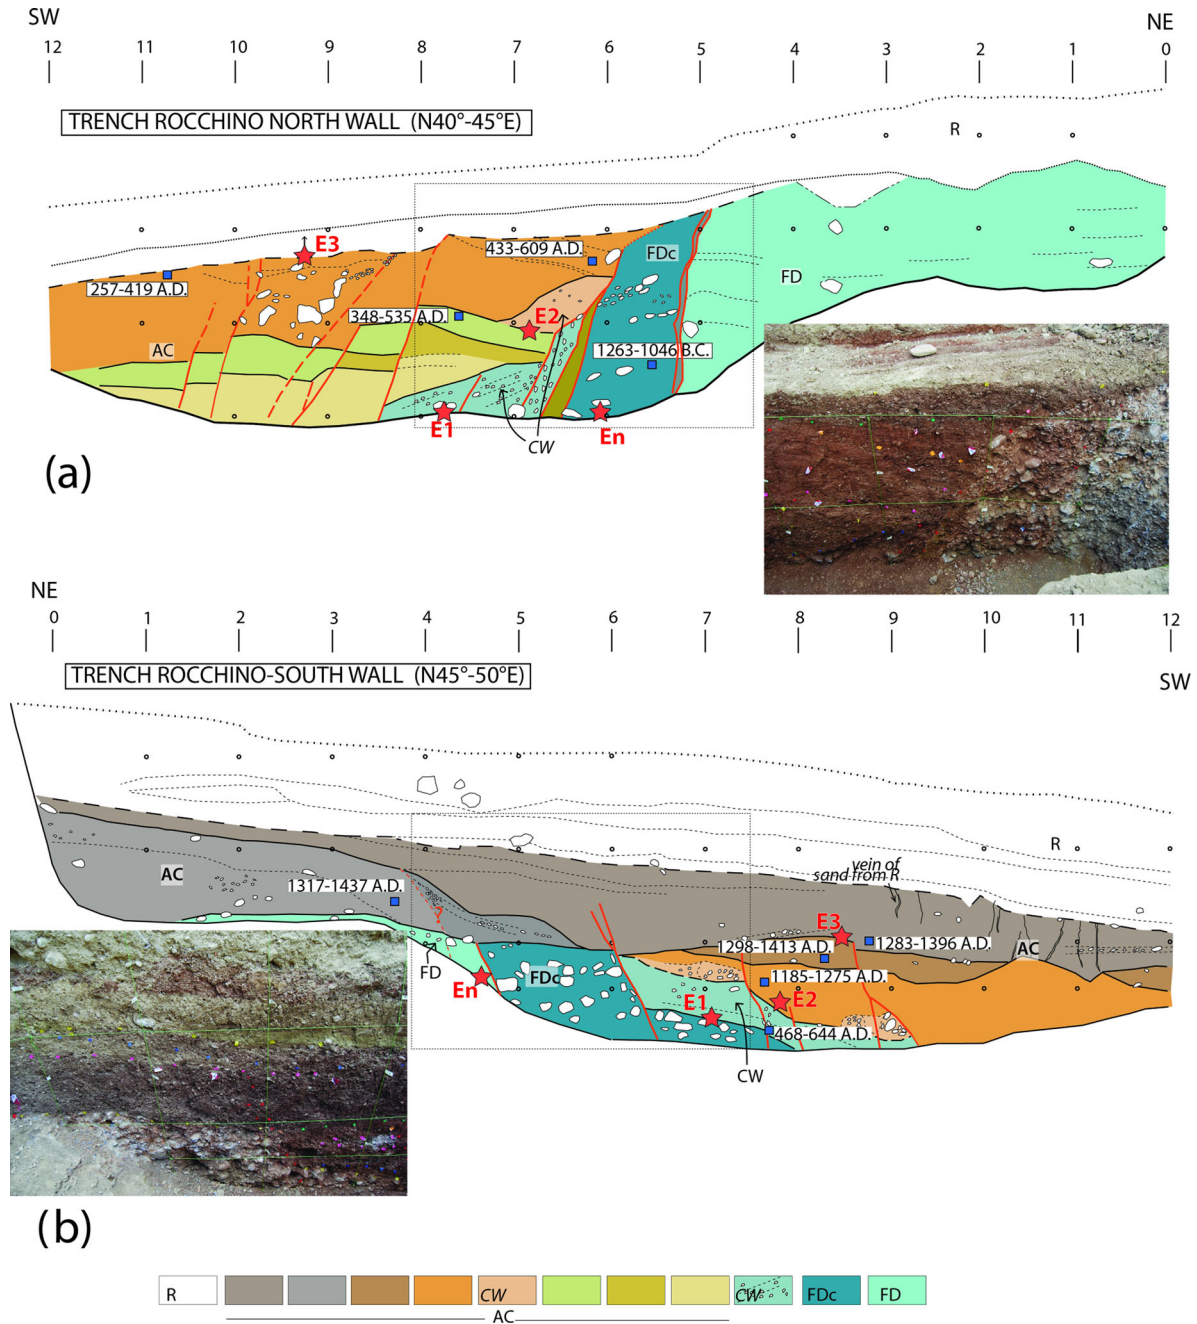 SW
NE
12 11 10 9 8 7 6 5 4 3 2 1 0
TRENCH ROCCHINO NORTH WALL (N40°-45°E)
R
E3
433-609 A.D.
FDc
FD
257-419 A.D.
348-535 A.D.
E2
AC
1263-1046 B.C.
E1
CW
En
(a)
NE
0 1 2 3 4 5 6 7 8 9 10 11 12
TRENCH ROCCHINO-SOUTH WALL (N45°-50°E)
SW
R
vein of
sand from R
AC
1317-1437 A.D.
E3
1298-1413 A.D.
1283-1396 A.D.
AC
FD
FDc
1185-1275 A.D.
En
E1
E2
468-644 A.D.
?
CW
(b)
R CW CW FDc FD
AC